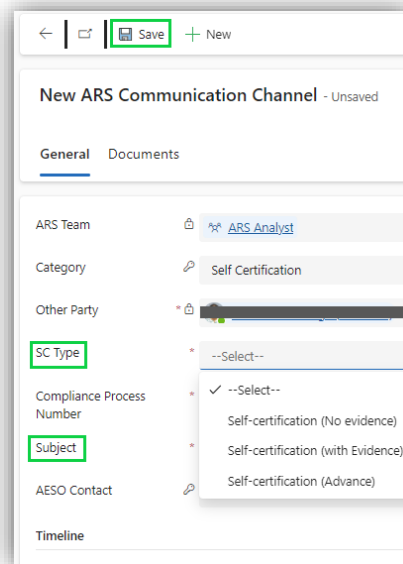 Save
New
New ARS Communication Channel - Unsaved
General Documents
ARS Team
ARS Analyst
Category
Self Certification
Other Party *
SC Type *
--Select--
--Select--
Compliance Process
Number *
Self-certification (No evidence)
Subject *
Self-certification (with Evidence)
AESO Contact
Self-certification (Advance)
Timeline